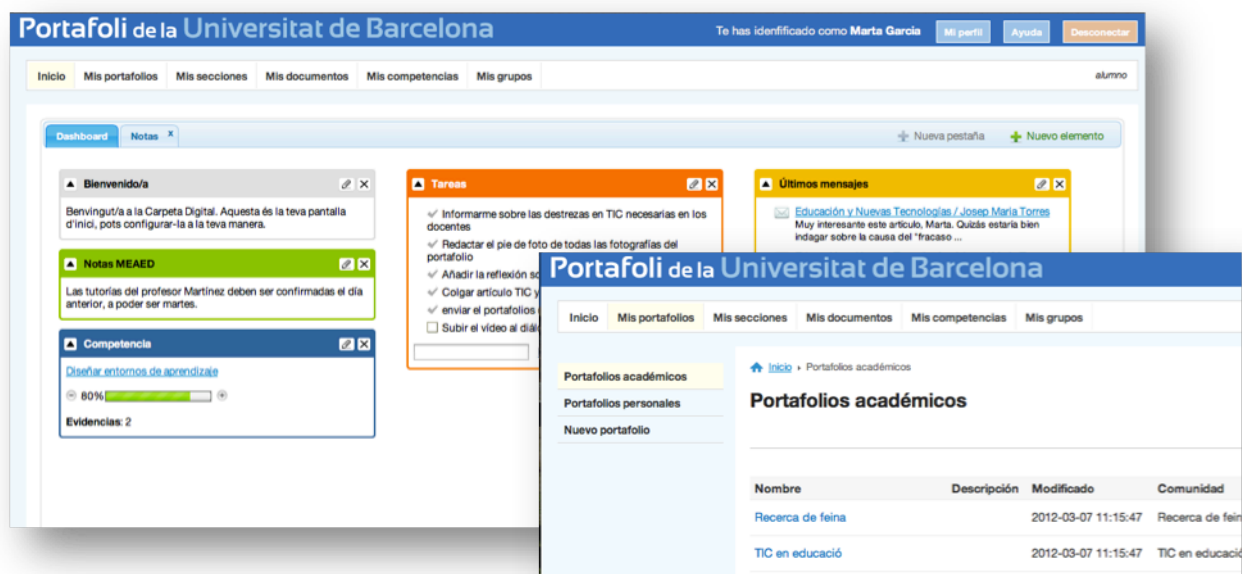 Portafoli de la Universitat de Barcelona
Te has idenfificado como Marta Garcia
Mi perfil
Ayuda
Desconectar
Inicio
Mis portafolios
Mis secciones
Mis documentos
Mis competencias
Mis grupos
alumno
Dashboard
Notas x
Nueva pestaña
Nuevo elemento
Bienvenido/a
Benvingut/a a la Carpeta Digital. Aquesta és la teva pantalla
d'inici, pots configurar-la a la teva manera.
Notas MEAED
Las tutorías del profesor Martínez deben ser confirmadas el día
anterior, a poder ser martes.
Competencia
Diseñar entornos de aprendizaje
80%
Evidencias: 2
Tareas
Informarme sobre las destrezas en TIC necesarias en los
docentes
Redactar el pie de foto de todas las fotografías del
portafolio
Añadir la reflexión
Colgar artículo TIC y
enviar el portafolios
Subir el vídeo al
Últimos mensajes
Educación y Nuevas Tecnologías / Josep Maria Torres
Muy interesante este artículo, Marta. Quizás estaría bien
indagar sobre la causa del "fracaso ...
Portafoli de la Universitat de Barcelona
Inicio
Mis portafolios
Mis secciones
Mis documentos
Mis competencias
Mis grupos
Portafolios académicos
Portafolios personales
Nuevo portafolio
Inicio › Portafolios académicos
Portafolios académicos
Nombre Descripción Modificado Comunidad
Recerca de feina 2012-03-07 11:15:47 Recerca de fein
TIC en educació 2012-03-07 11:15:47 TIC en educació